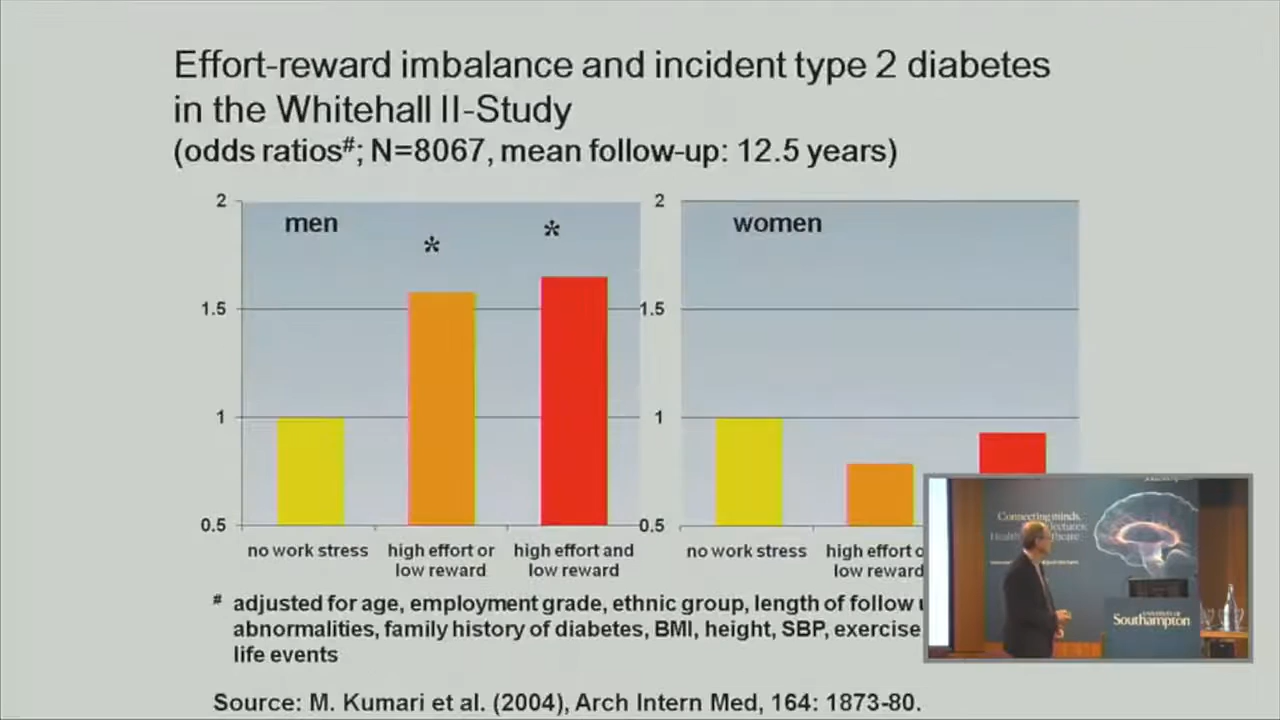 Effort-reward imbalance and incident type 2 diabetes
in the Whitehall II-Study
(odds ratios#; N=8067, mean follow-up: 12.5 years)
2
men
*
*
1.5
1
0.5
no work stress
high effort or
low reward
high effort and
low reward
2
women
1.5
1
0.5
no work stress
high effort
low reward
# adjusted for age, employment grade, ethnic group, length of follow
abnormalities, family history of diabetes, BMI, height, SBP, exercise
life events
Source: M. Kumari et al. (2004), Arch Intern Med, 164: 1873-80.
Connecting minds.
UNIVERSITY OF
Southampton